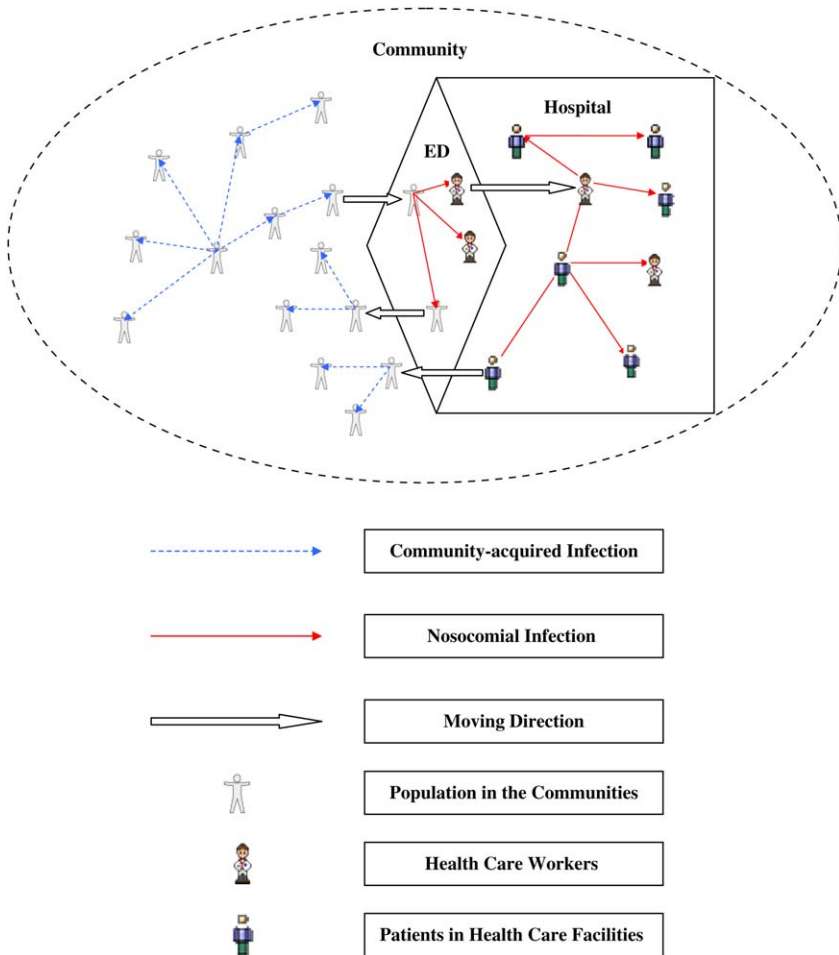 Community
Hospital
ED
Community-acquired Infection
Nosocomial Infection
Moving Direction
Population in the Communities
Health Care Workers
Patients in Health Care Facilities